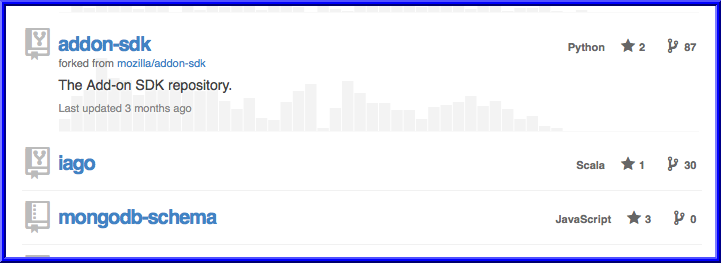 addon-sdk
Python 2 87
forked from mozilla/addon-sdk
The Add-on SDK repository.
Last updated 3 months ago
iago
Scala 1 30
mongodb-schema
JavaScript 3 0